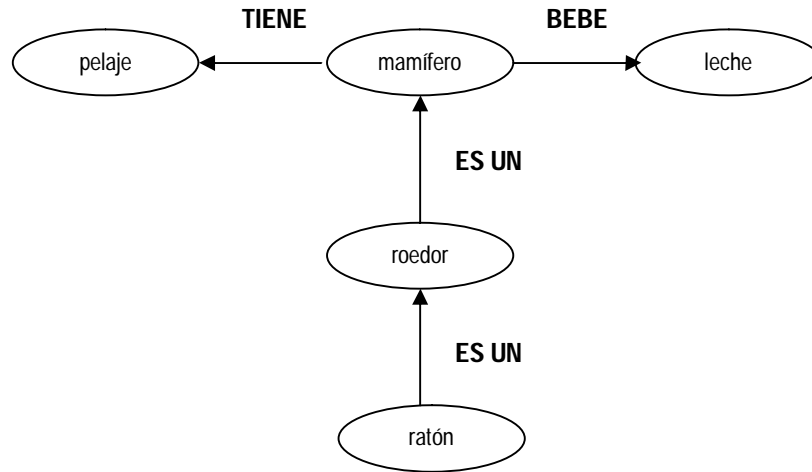 TIENE BEBE
pelaje mamífero leche
ES UN
roedor
ES UN
ratón